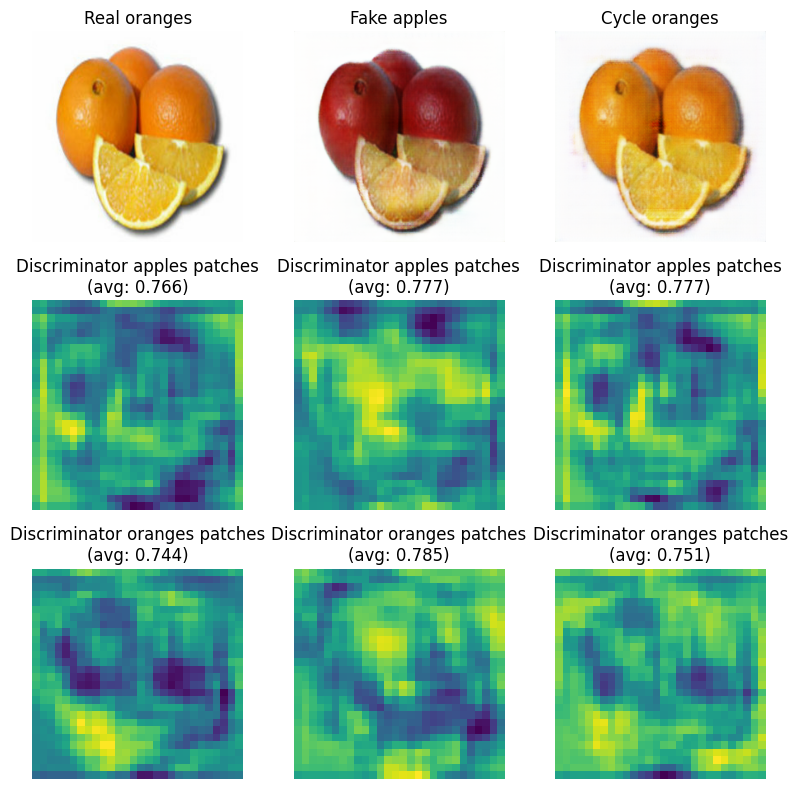 Real oranges
Fake apples
Cycle oranges
Discriminator apples patches
(avg: 0.766)
Discriminator apples patches
(avg: 0.777)
Discriminator apples patches
(avg: 0.777)
Discriminator oranges patches
(avg: 0.744)
Discriminator oranges patches
(avg: 0.785)
Discriminator oranges patches
(avg: 0.751)